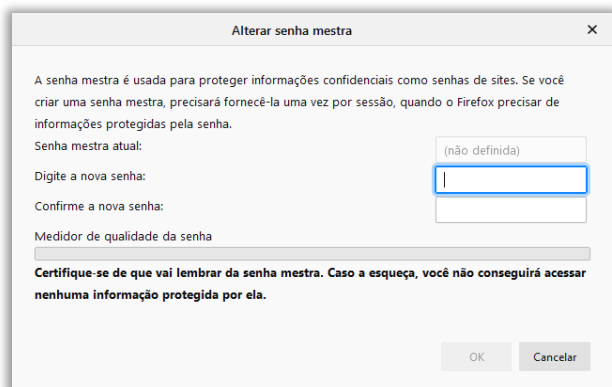 Alterar senha mestra
A senha mestra é usada para proteger informações confidenciais como senhas de sites. Se você
criar uma senha mestra, precisará fornecê-la uma vez por sessão, quando o Firefox precisar de
informações protegidas pela senha.
Senha mestra atual: (não definida)
Digite a nova senha:
Confirme a nova senha:
Medidor de qualidade da senha
Certifique-se de que vai lembrar da senha mestra. Caso a esqueça, você não conseguirá acessar
nenhuma informação protegida por ela.
OK Cancelar